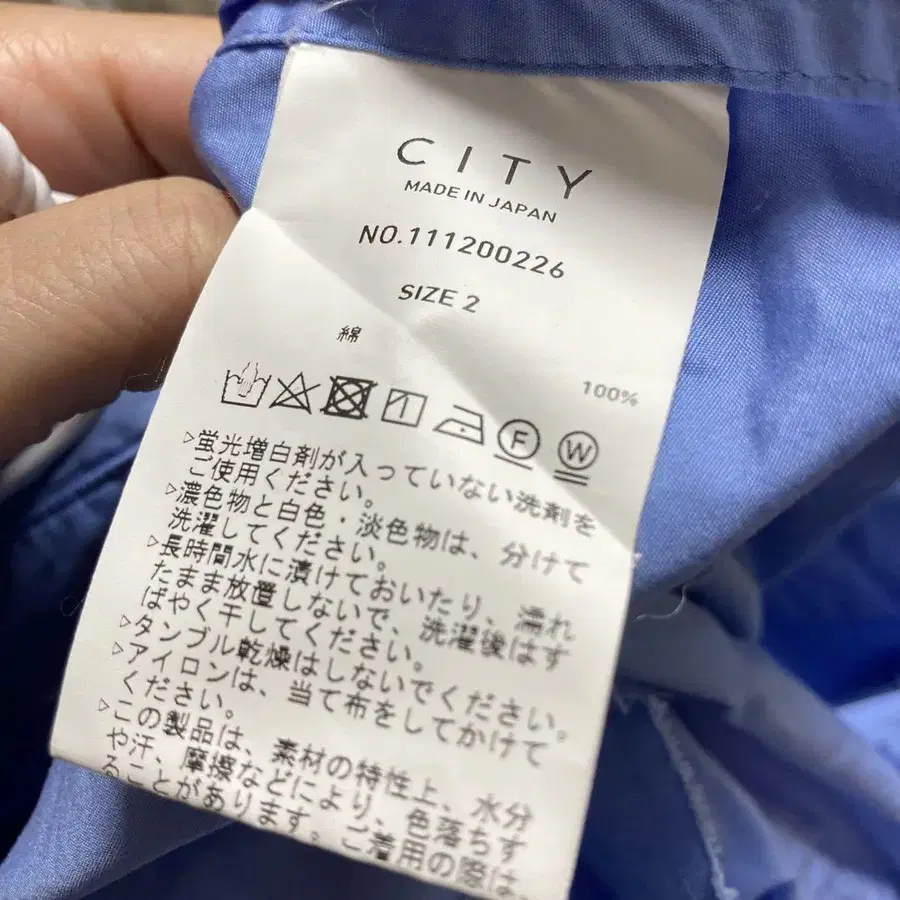 CITY
MADE IN JAPAN
NO.111200226
SIZE 2
綿
100%
F W
▷蛍光増白剤が入っていない洗剤を
ご使用ください。
▷濃色物と白色・淡色物は、分けて
洗濯してください。
▷長時間水に漬けておいたり、濡れ
たまま放置しないで、洗濯後はす
ばやく干してください。
▷タンブル乾燥はしないでください。
▷アイロンは、当て布をしてかけて
ください。
▷この製品は、素材の特性上、水分
や汗、摩擦などにより、色落ちす
ることがあります。ご着用の際は、